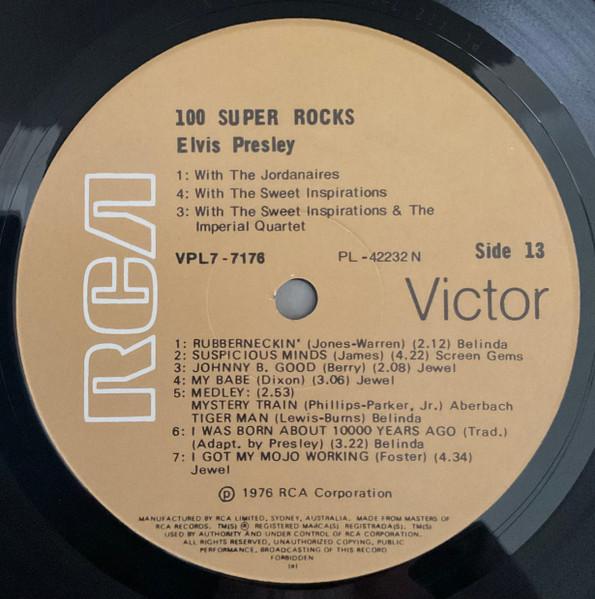 100 SUPER ROCKS
Elvis Presley
1: With The Jordanaires
4: With The Sweet Inspirations
3: With The Sweet Inspirations & The
Imperial Quartet
VPL7-7176 PL-42232 N Side 13
RCA Victor
1: RUBBERNECKIN' (Jones-Warren) (2.12) Belinda
2: SUSPICIOUS MINDS (James) (4.22) Screen Gems
3: JOHNNY B. GOOD (Berry) (2.08) Jewel
4: MY BABE (Dixon) (3.06) Jewel
5: MEDLEY: (2.53)
MYSTERY TRAIN (Phillips-Parker, Jr.) Aberbach
TIGER MAN (Lewis-Burns) Belinda
6: I WAS BORN ABOUT 10000 YEARS AGO (Trad.)
(Adapt. by Presley) (3.22) Belinda
7: I GOT MY MOJO WORKING (Foster) (4.34)
Jewel
℗ 1976 RCA Corporation
MANUFACTURED BY RCA LIMITED, SYDNEY, AUSTRALIA. MADE FROM MASTERS OF
RCA RECORDS. TM(S) ® REGISTERED MARCA(S) REGISTRADA(S). TM(S)
USED BY AUTHORITY AND UNDER CONTROL OF RCA CORPORATION.
ALL RIGHTS RESERVED, UNAUTHORIZED COPYING, PUBLIC
PERFORMANCE, BROADCASTING OF THIS RECORD
FORBIDDEN